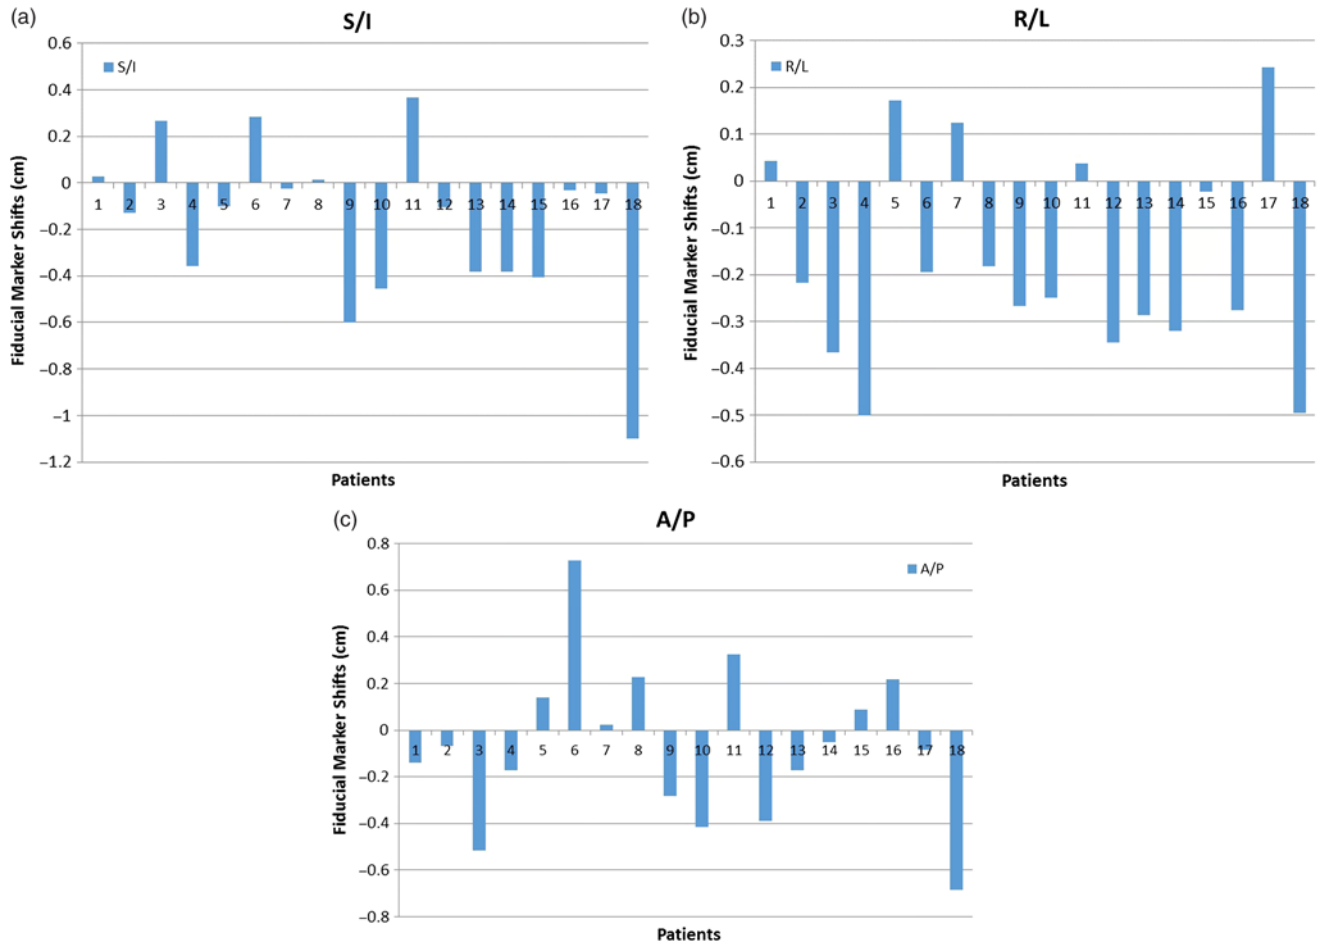 (a)
S/I
0.6
0.4
0.2
0
–0.2
–0.4
–0.6
–0.8
–1
–1.2
Fiducial Marker Shifts (cm)
S/I
1 2 3 4 5 6 7 8 9 10 11 12 13 14 15 16 17 18
Patients
(b)
R/L
0.3
0.2
0.1
0
–0.1
–0.2
–0.3
–0.4
–0.5
–0.6
Fiducial Marker Shifts (cm)
R/L
1 2 3 4 5 6 7 8 9 10 11 12 13 14 15 16 17 18
Patients
(c)
A/P
0.8
0.6
0.4
0.2
0
–0.2
–0.4
–0.6
–0.8
Fiducial Marker Shifts (cm)
A/P
1 2 3 4 5 6 7 8 9 10 11 12 13 14 15 16 17 18
Patients